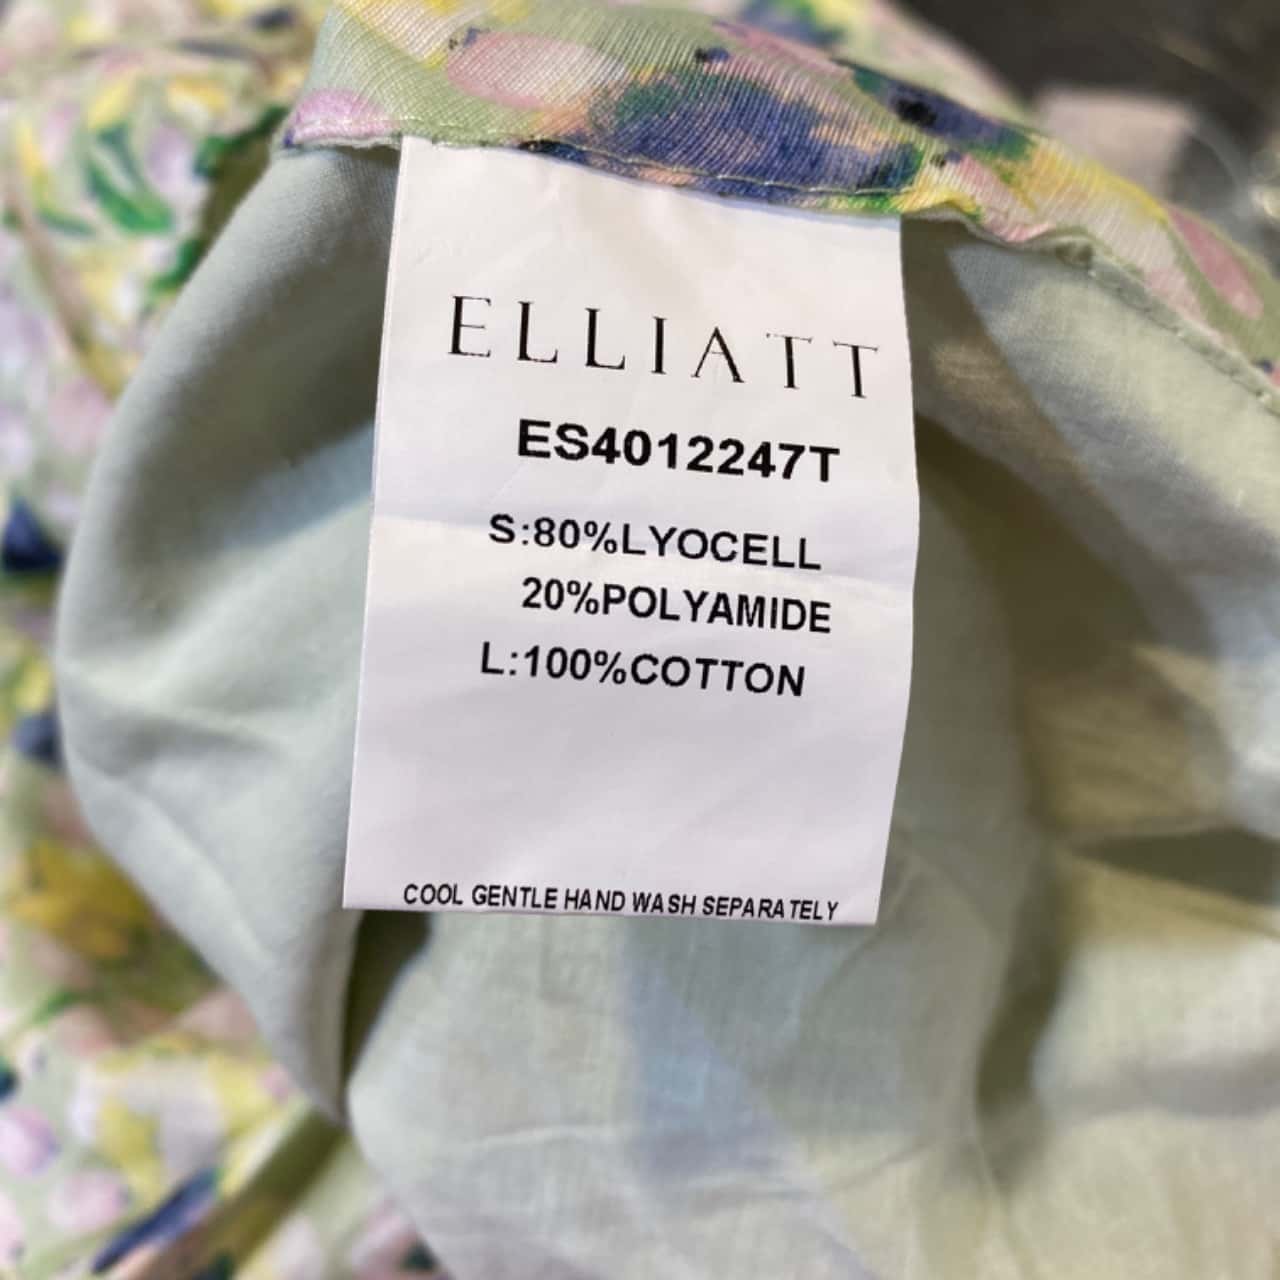 ELLIATT
ES4012247T
S:80%LYOCELL
20%POLYAMIDE
L:100%COTTON
COOL GENTLE HAND WASH SEPARATELY